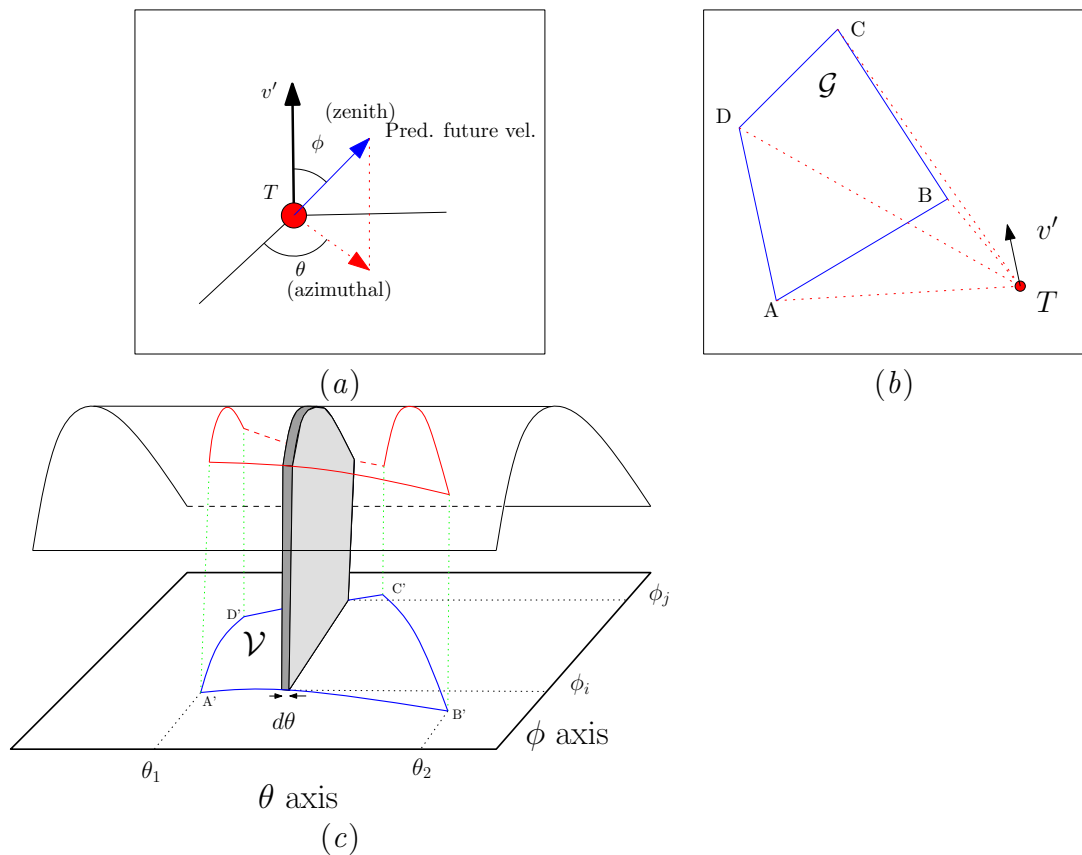 v′
(zenith)
Pred. future vel.
ϕ
T
θ
(azimuthal)
(a)
C
𝒢
D
B
v′
A
T
(b)
ϕj
C'
D'
𝒱
ϕi
A'
B'
dθ
ϕ axis
θ1
θ2
θ axis
(c)